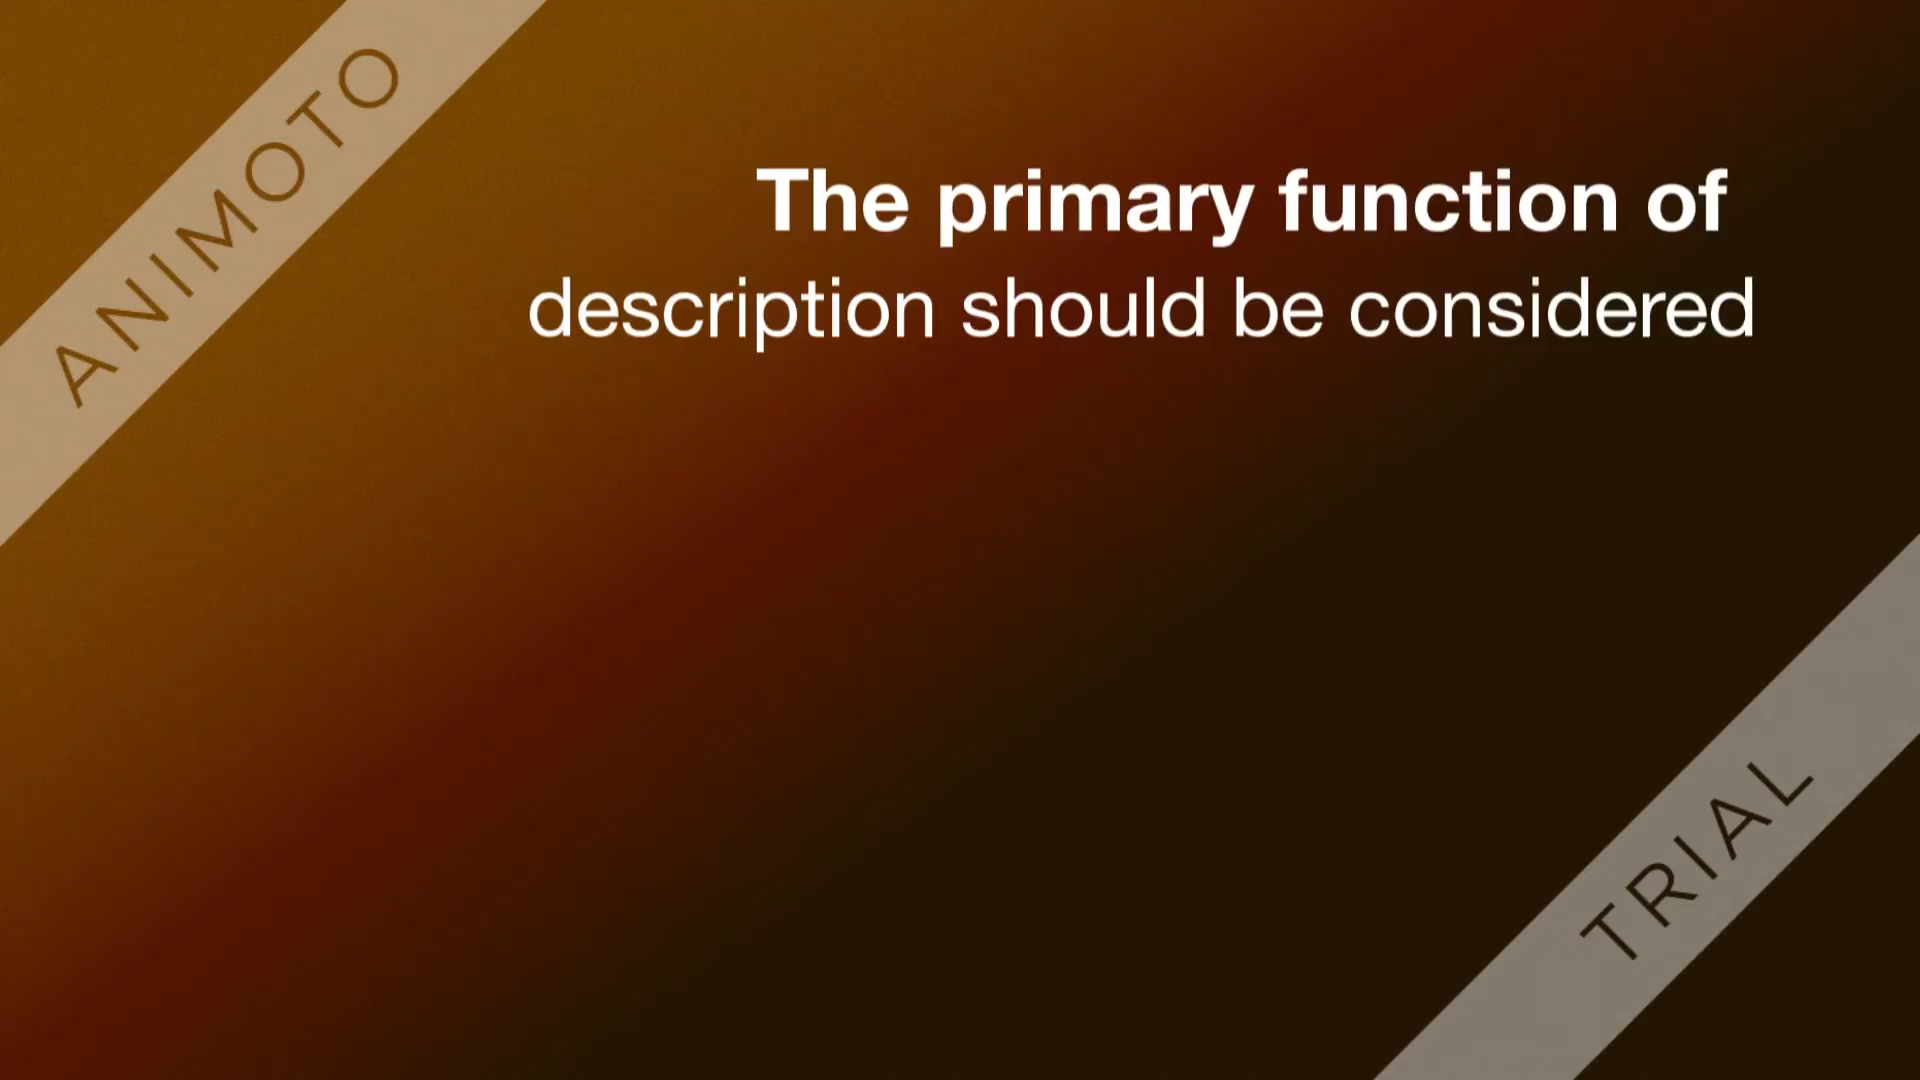 ANIMOTO
The primary function of
description should be considered
TRIAL